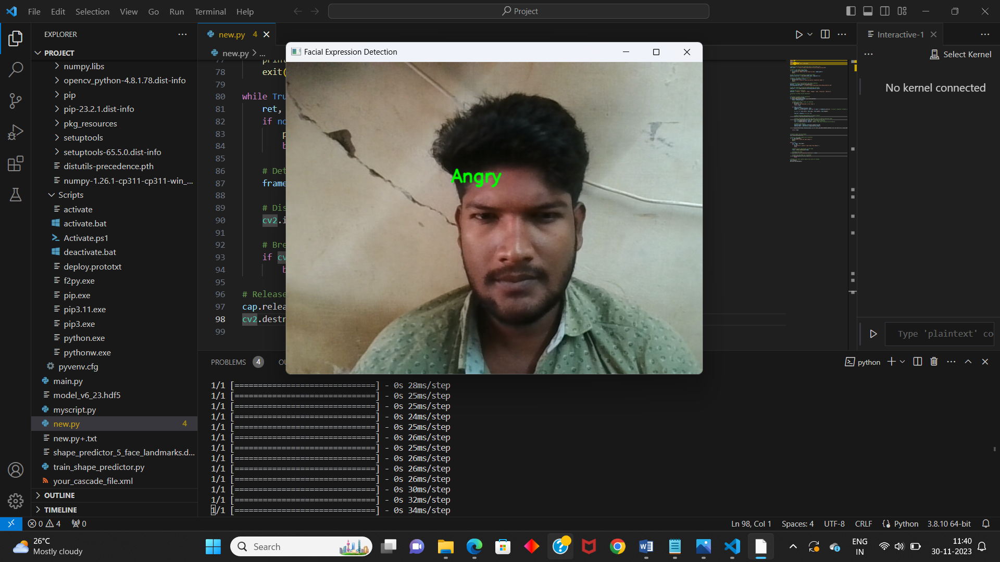 File Edit Selection View Go Run Terminal Help
Project
EXPLORER
PROJECT
numpy.libs
opencv_python-4.8.1.78.dist-info
pip
pip-23.2.1.dist-info
pkg_resources
setuptools
setuptools-65.5.0.dist-info
distutils-precedence.pth
numpy-1.26.1-cp311-cp311-win_...
Scripts
activate
activate.bat
Activate.ps1
deactivate.bat
deploy.prototxt
f2py.exe
pip.exe
pip3.11.exe
pip3.exe
python.exe
pythonw.exe
pyvenv.cfg
main.py
model_v6_23.hdf5
myscript.py
new.py 4
new.py+.txt
shape_predictor_5_face_landmarks.d...
train_shape_predictor.py
your_cascade_file.xml
OUTLINE
TIMELINE
new.py 4
new.py > ...
78 exit(
79
80 while Tru
81 ret,
82 if no
83 p
84 b
85
86 # Det
87 frame
88
89 # Dis
90 cv2.i
91
92 # Bre
93 if cv
94 b
95
96 # Release
97 cap.relea
98 cv2.destr
99
Facial Expression Detection
Angry
Interactive-1
Select Kernel
No kernel connected
Type 'plaintext' co
PROBLEMS 4 OU
python
1/1 [==============================] - 0s 28ms/step
1/1 [==============================] - 0s 25ms/step
1/1 [==============================] - 0s 25ms/step
1/1 [==============================] - 0s 24ms/step
1/1 [==============================] - 0s 25ms/step
1/1 [==============================] - 0s 26ms/step
1/1 [==============================] - 0s 25ms/step
1/1 [==============================] - 0s 26ms/step
1/1 [==============================] - 0s 26ms/step
1/1 [==============================] - 0s 26ms/step
1/1 [==============================] - 0s 30ms/step
1/1 [==============================] - 0s 32ms/step
1/1 [==============================] - 0s 34ms/step
0 4 0
Ln 98, Col 1 Spaces: 4 UTF-8 CRLF Python 3.8.10 64-bit
26°C
Mostly cloudy
Search
ENG
IN
11:40
30-11-2023